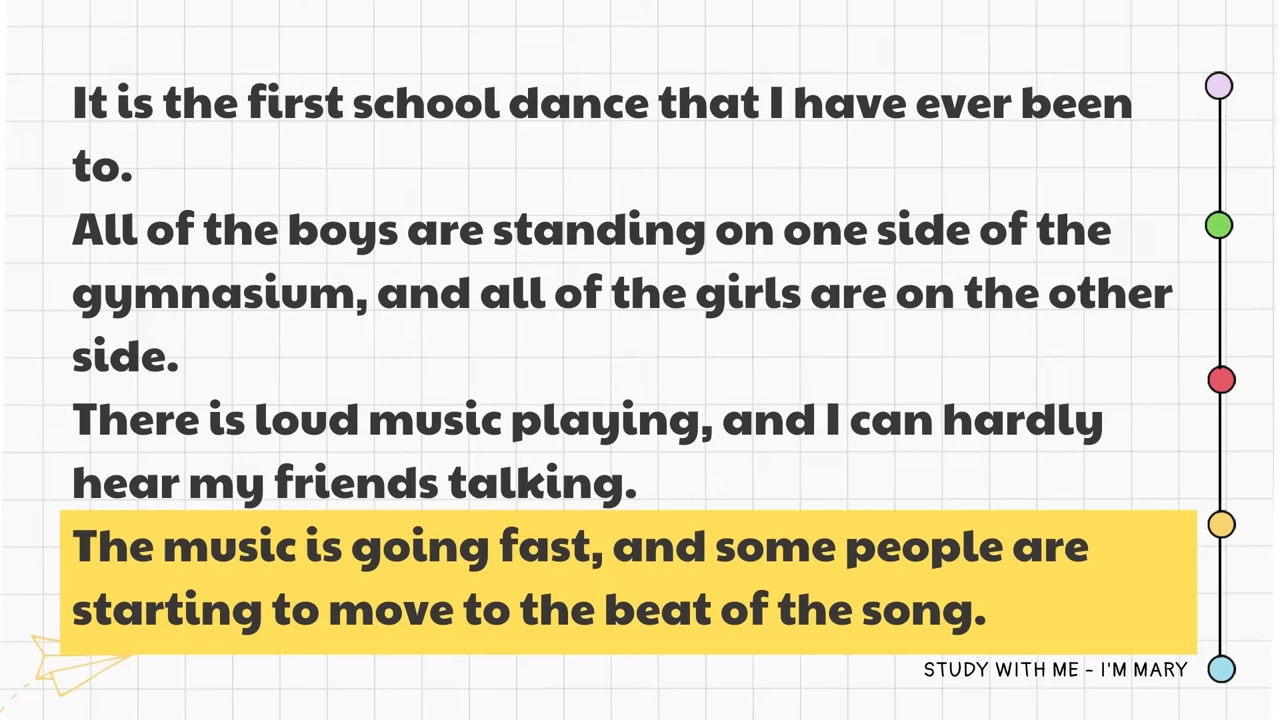 It is the first school dance that I have ever been
to.
All of the boys are standing on one side of the
gymnasium, and all of the girls are on the other
side.
There is loud music playing, and I can hardly
hear my friends talking.
The music is going fast, and some people are
starting to move to the beat of the song.
STUDY WITH ME - I'M MARY